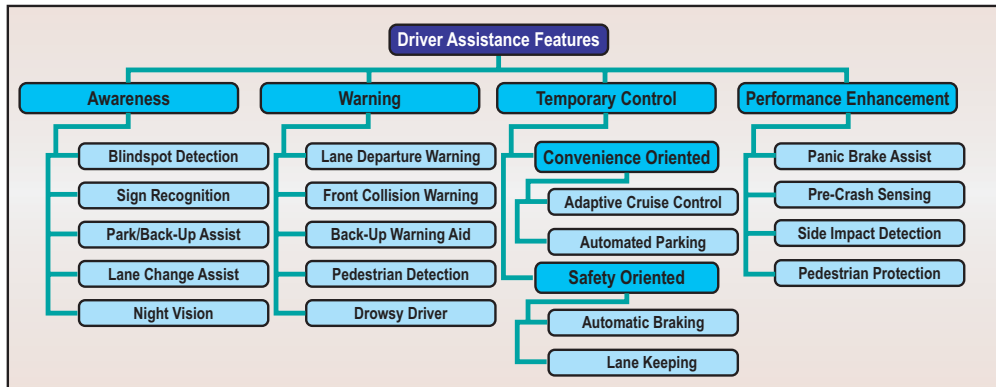 Driver Assistance Features
Awareness
Blindspot Detection
Sign Recognition
Park/Back-Up Assist
Lane Change Assist
Night Vision
Warning
Lane Departure Warning
Front Collision Warning
Back-Up Warning Aid
Pedestrian Detection
Drowsy Driver
Temporary Control
Convenience Oriented
Adaptive Cruise Control
Automated Parking
Safety Oriented
Automatic Braking
Lane Keeping
Performance Enhancement
Panic Brake Assist
Pre-Crash Sensing
Side Impact Detection
Pedestrian Protection